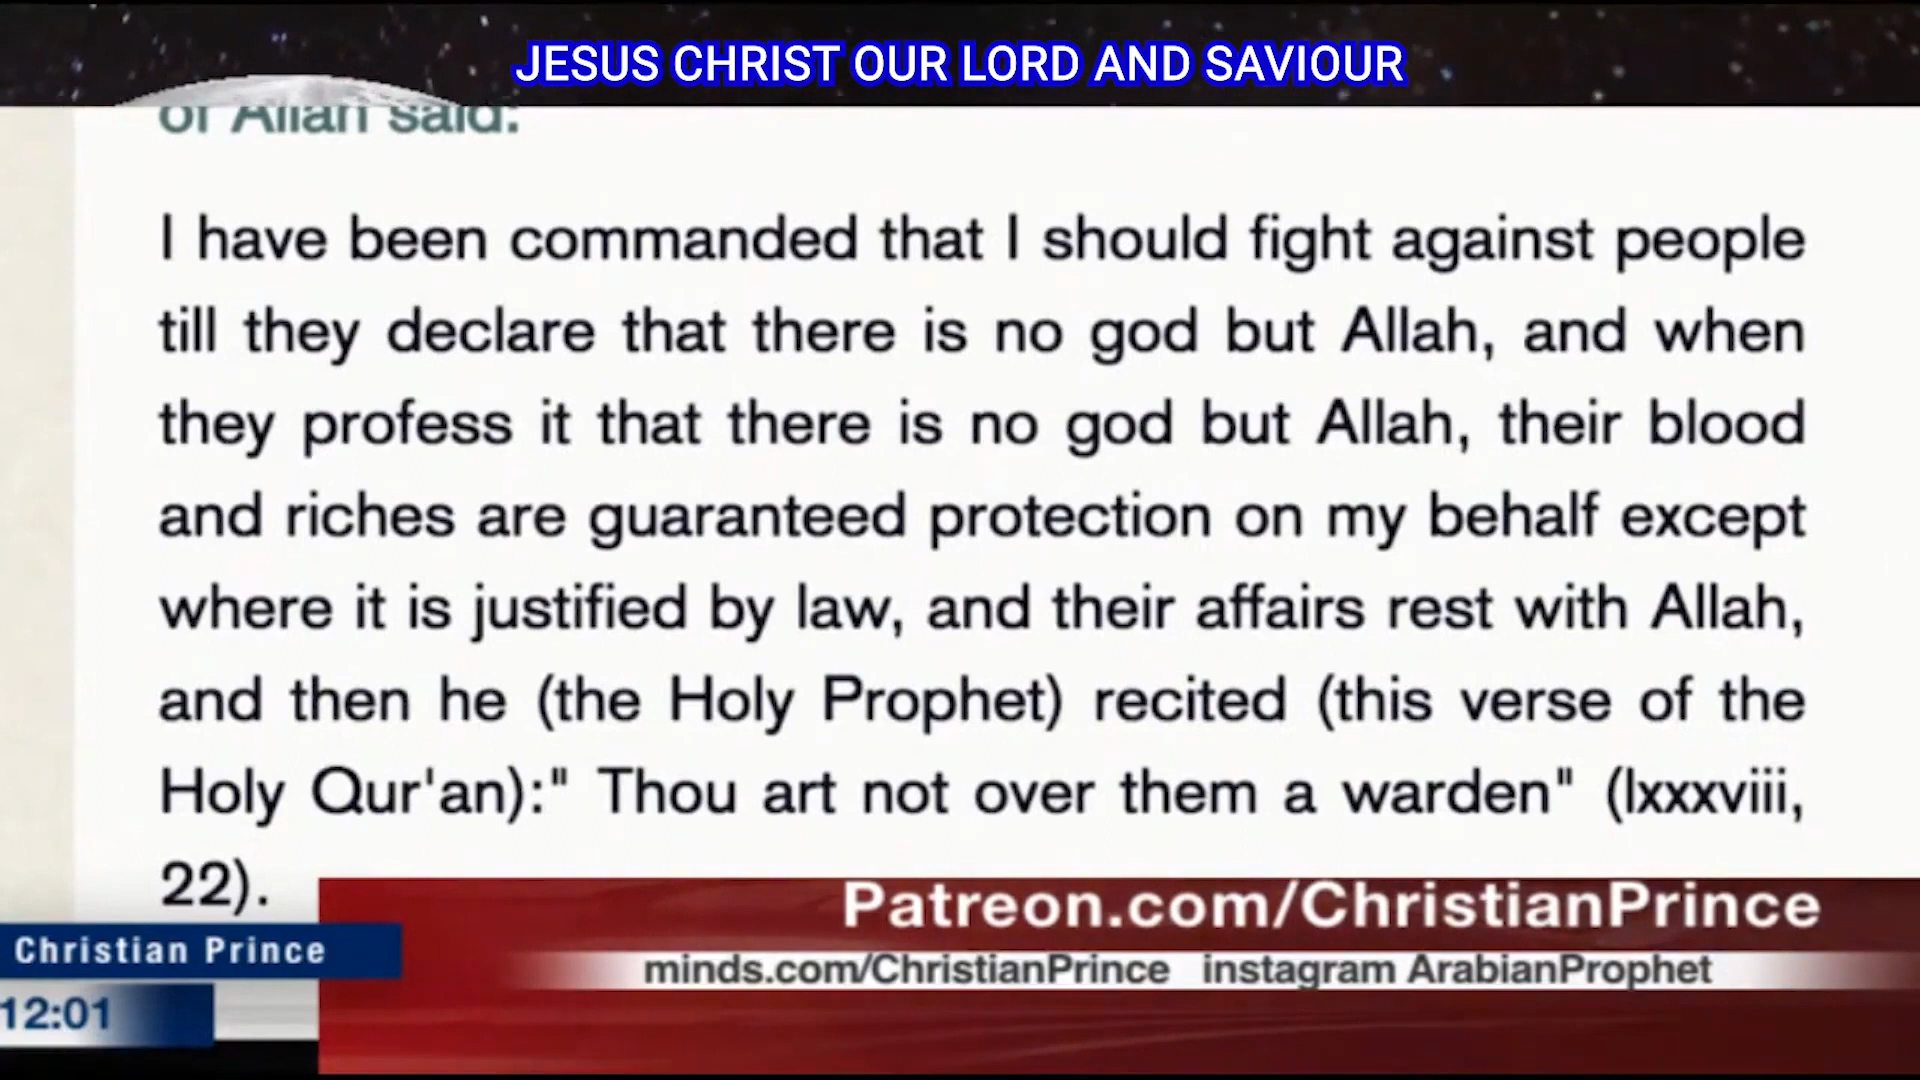 JESUS CHRIST OUR LORD AND SAVIOUR
of Allah said:
I have been commanded that I should fight against people
till they declare that there is no god but Allah, and when
they profess it that there is no god but Allah, their blood
and riches are guaranteed protection on my behalf except
where it is justified by law, and their affairs rest with Allah,
and then he (the Holy Prophet) recited (this verse of the
Holy Qur'an):" Thou art not over them a warden" (lxxxviii,
22).
Patreon.com/ChristianPrince
Christian Prince
minds.com/ChristianPrince instagram ArabianProphet
12:01